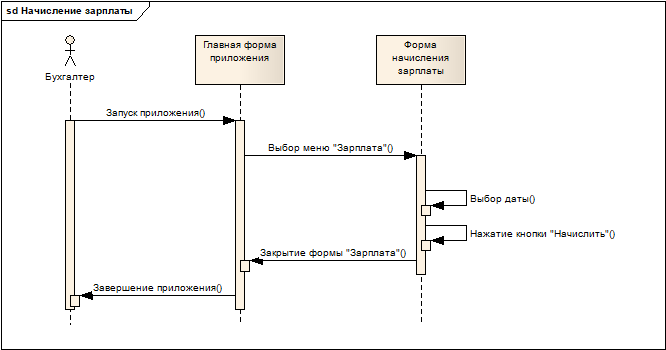 sd Начисление зарплаты
Бухгалтер
Главная форма
приложения
Форма
начисления
зарплаты
Запуск приложения()
Выбор меню "Зарплата"()
Выбор даты()
Нажатие кнопки "Начислить"()
Закрытие формы "Зарплата"()
Завершение приложения()